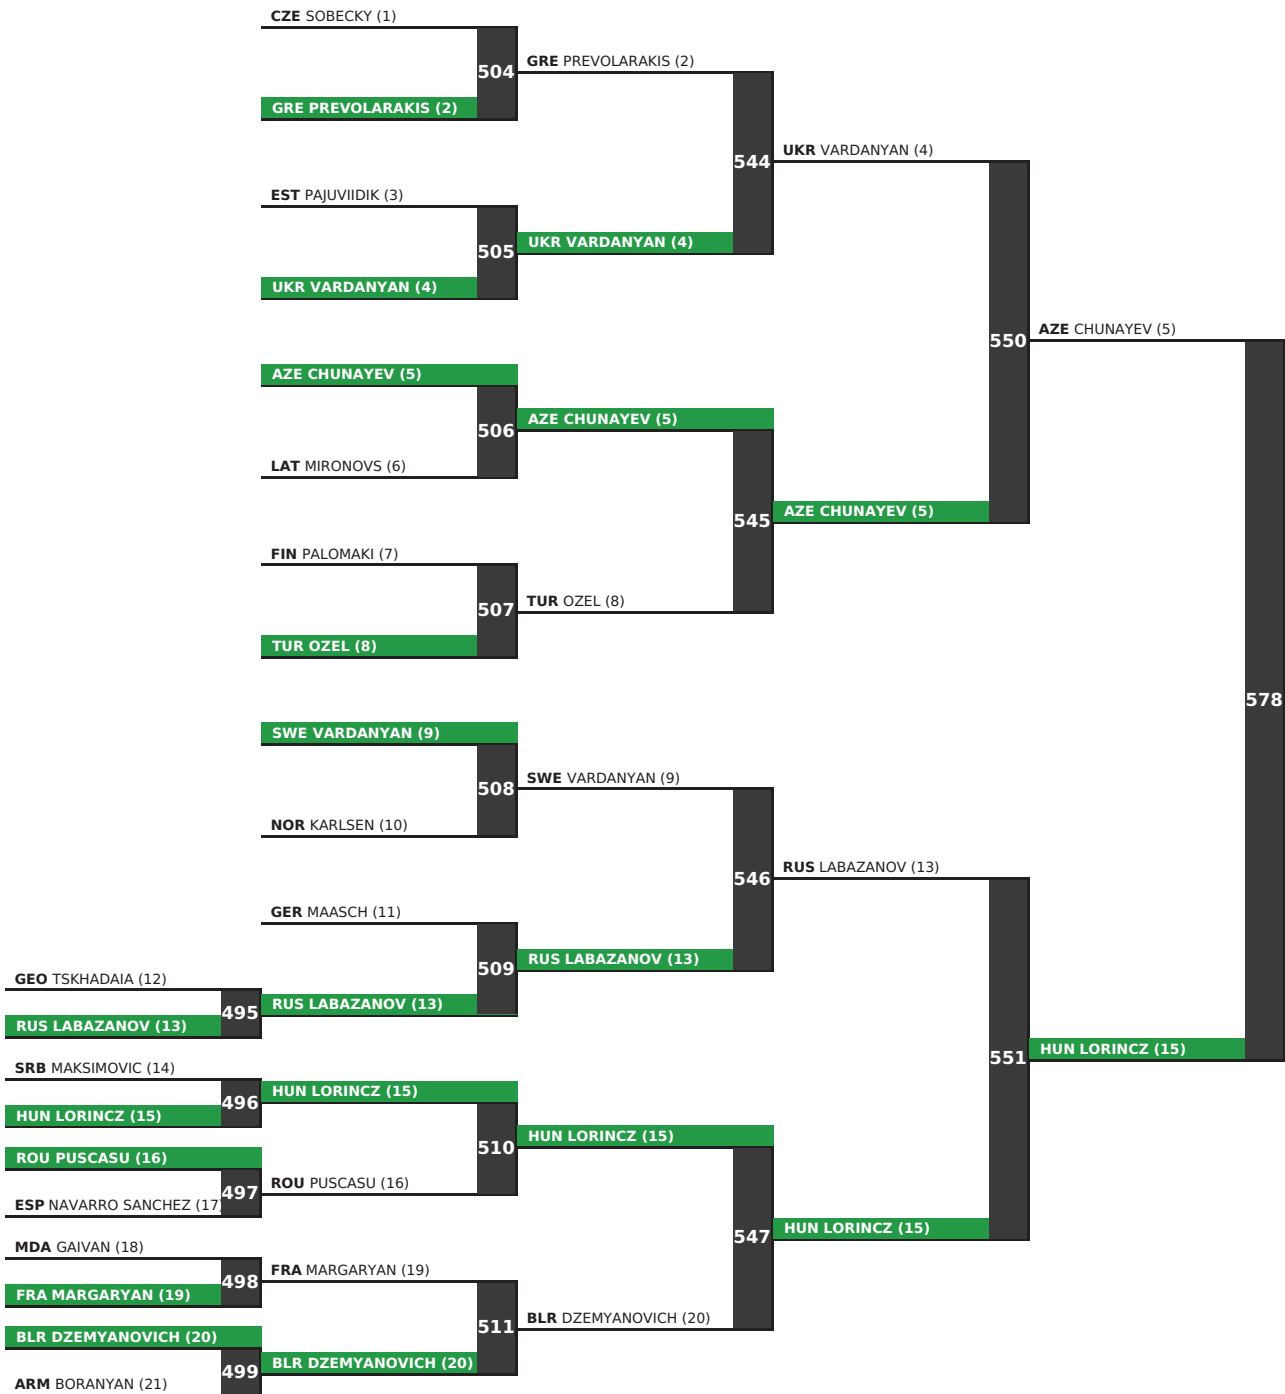 CZE SOBECKY (1)
504
GRE PREVOLARAKIS (2)
GRE PREVOLARAKIS (2)
544
UKR VARDANYAN (4)
EST PAJUVIIDIK (3)
505
UKR VARDANYAN (4)
UKR VARDANYAN (4)
550
AZE CHUNAYEV (5)
AZE CHUNAYEV (5)
506
AZE CHUNAYEV (5)
LAT MIRONOVS (6)
545
AZE CHUNAYEV (5)
FIN PALOMAKI (7)
507
TUR OZEL (8)
TUR OZEL (8)
578
SWE VARDANYAN (9)
508
SWE VARDANYAN (9)
NOR KARLSEN (10)
546
RUS LABAZANOV (13)
GER MAASCH (11)
509
RUS LABAZANOV (13)
GEO TSKHADAIA (12)
495
RUS LABAZANOV (13)
RUS LABAZANOV (13)
551
HUN LORINCZ (15)
SRB MAKSIMOVIC (14)
496
HUN LORINCZ (15)
HUN LORINCZ (15)
510
HUN LORINCZ (15)
ROU PUSCASU (16)
497
ROU PUSCASU (16)
ESP NAVARRO SANCHEZ (17)
547
HUN LORINCZ (15)
MDA GAIVAN (18)
498
FRA MARGARYAN (19)
FRA MARGARYAN (19)
511
BLR DZEMYANOVICH (20)
BLR DZEMYANOVICH (20)
499
BLR DZEMYANOVICH (20)
ARM BORANYAN (21)